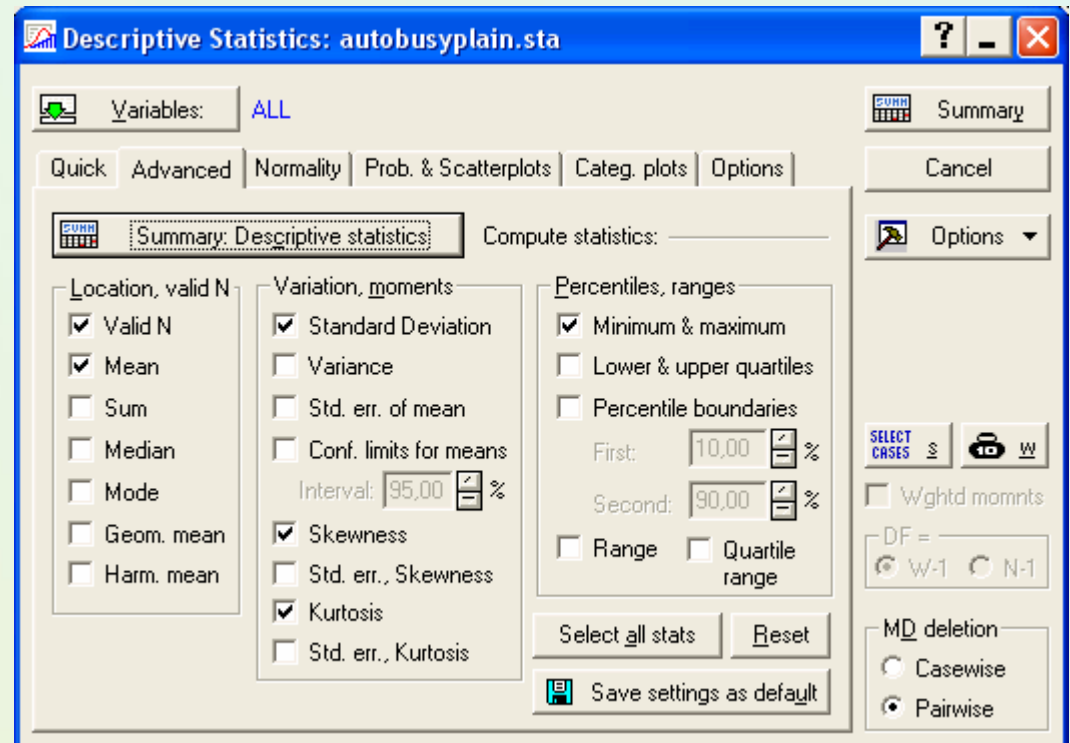 Descriptive Statistics: autobusyplain.sta
?
Variables:
ALL
SUMM
Summary
Quick
Advanced
Normality
Prob. & Scatterplots
Categ. plots
Options
Cancel
SUMM
Summary: Descriptive statistics
Compute statistics:
Options
Location, valid N
Valid N
Mean
Sum
Median
Mode
Geom. mean
Harm. mean
Variation, moments
Standard Deviation
Variance
Std. err. of mean
Conf. limits for means
Interval: 95,00 %
Skewness
Std. err., Skewness
Kurtosis
Std. err., Kurtosis
Percentiles, ranges
Minimum & maximum
Lower & upper quartiles
Percentile boundaries
First: 10,00 %
Second: 90,00 %
Range
Quartile
range
Select all stats
Reset
Save settings as default
SELECT
CASES
S
W
Wghtd momnts
DF =
W-1
N-1
MD deletion
Casewise
Pairwise